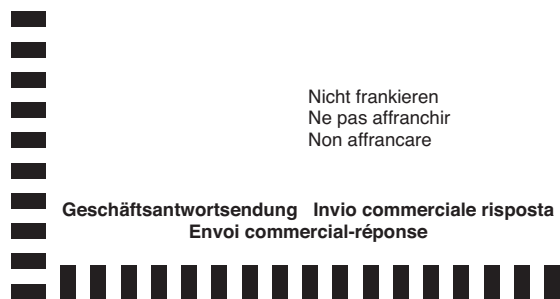 Nicht frankieren
Ne pas affranchir
Non affrancare
Geschäftsantwortsendung Invio commerciale risposta
Envoi commercial-réponse